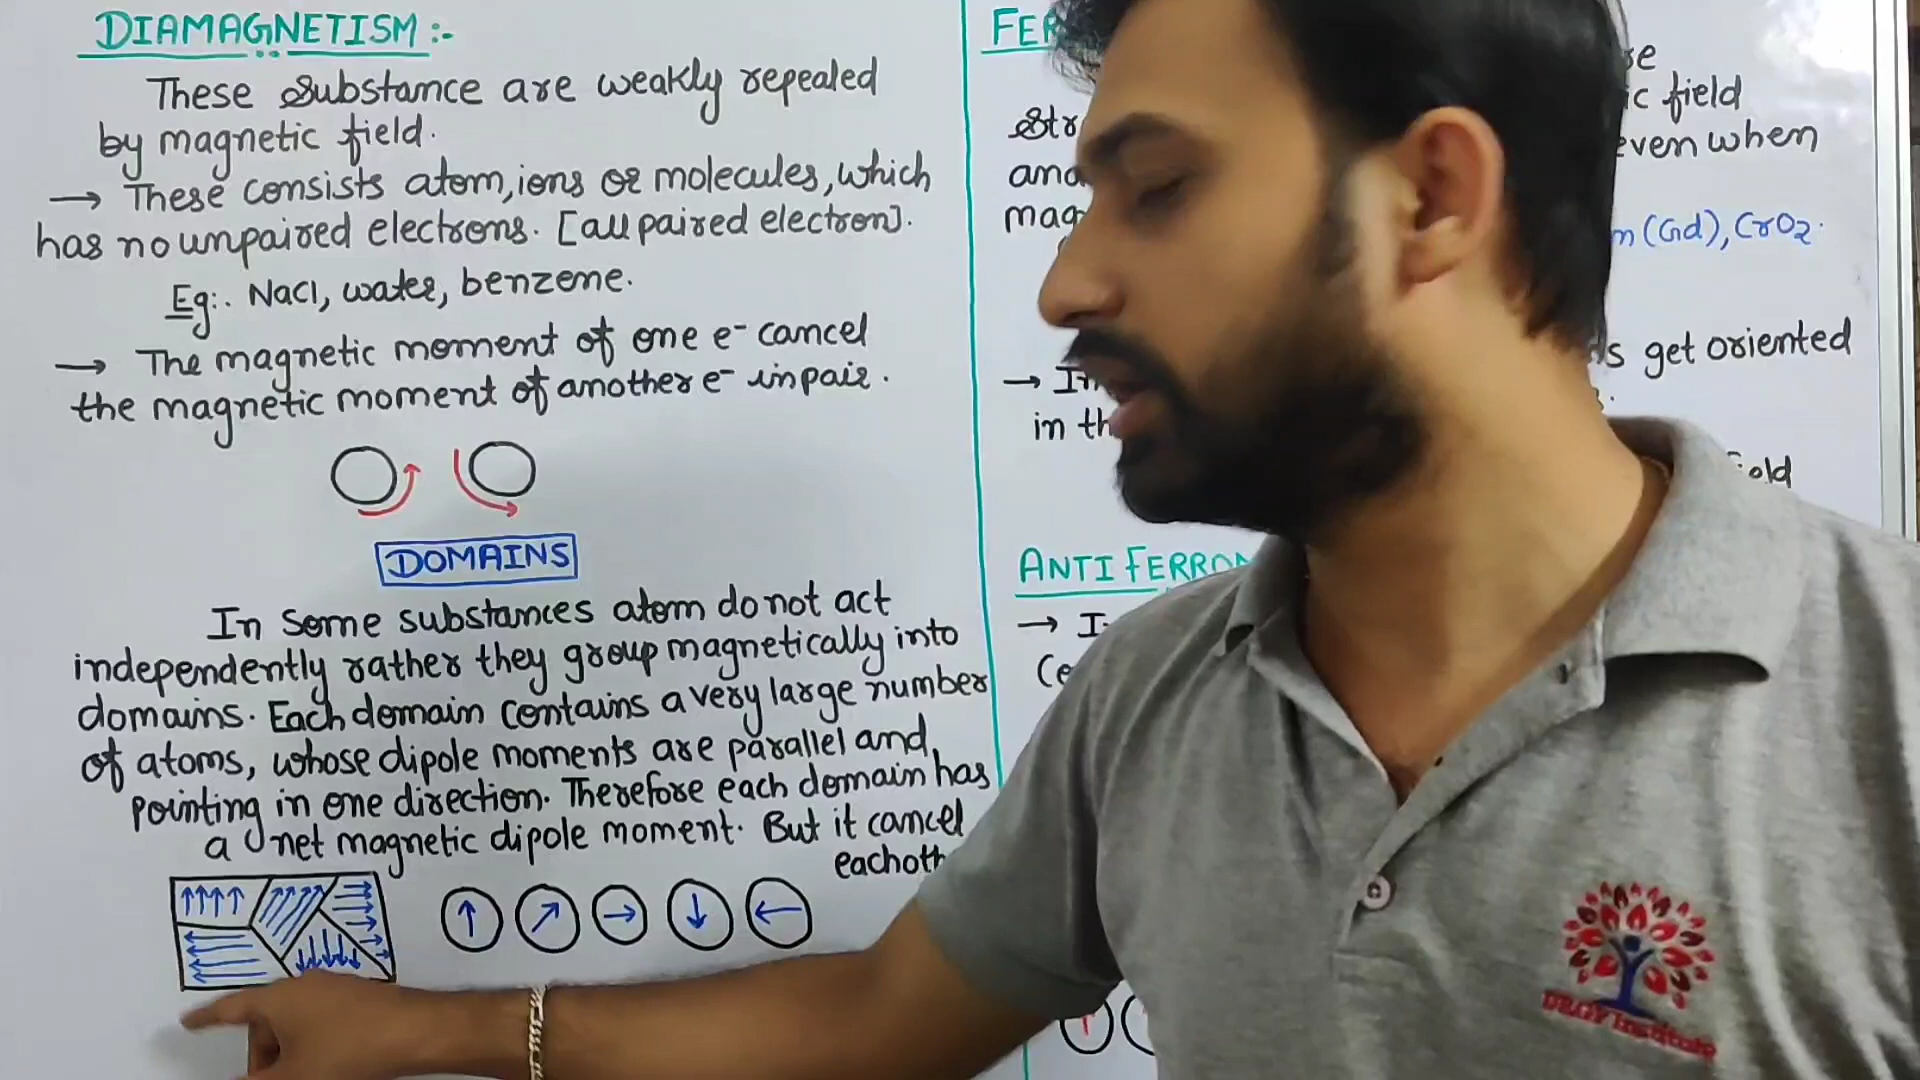 DIAMAGNETISM :-
These substance are weakly repealed
by magnetic field.
→ These consists atom, ions or molecules, which
has no unpaired electrons. [all paired electron].
Eg:. NaCl, water, benzene.
→ The magnetic moment of one e⁻ cancel
the magnetic moment of another e⁻ in pair.
DOMAINS
In some substances atom do not act
independently rather they group magnetically into
domains. Each domain contains a very large number
of atoms, whose dipole moments are parallel and
pointing in one direction. Therefore each domain has
a net magnetic dipole moment. But it cancel
eachoth
FER
ic field
Str
even when
and
mag
(Gd), CrO₂.
get oriented
→ In
in th
ANTI FERRO
→
Institute